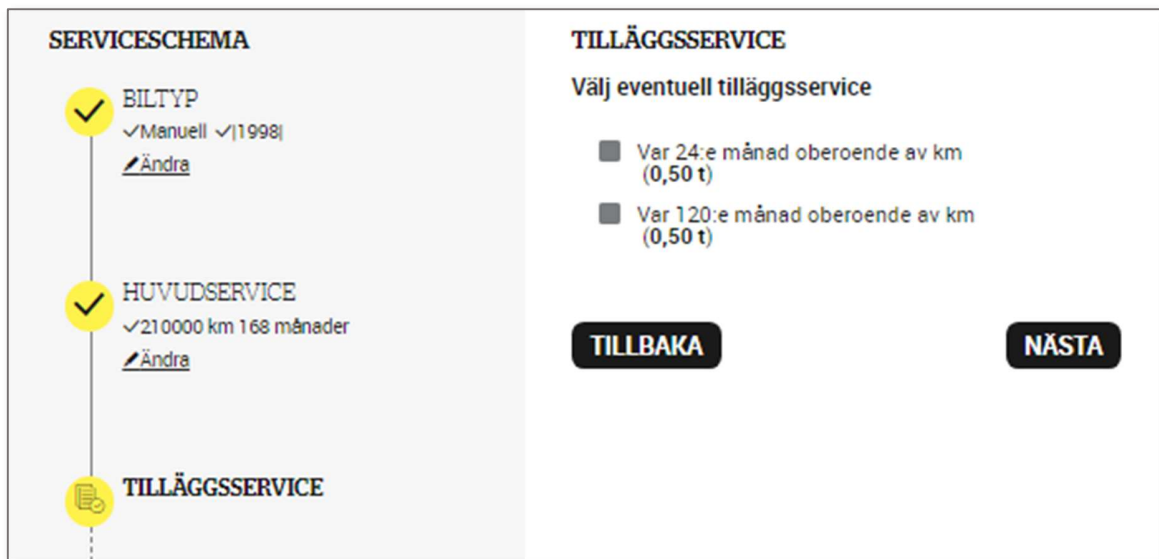 SERVICESCHEMA
BILTYP
✓Manuell ✓|1998|
Ändra
HUVUDSERVICE
✓210000 km 168 månader
Ändra
TILLÄGGSSERVICE
TILLÄGGSSERVICE
Välj eventuell tilläggsservice
Var 24:e månad oberoende av km
(0,50 t)
Var 120:e månad oberoende av km
(0,50 t)
TILLBAKA
NÄSTA